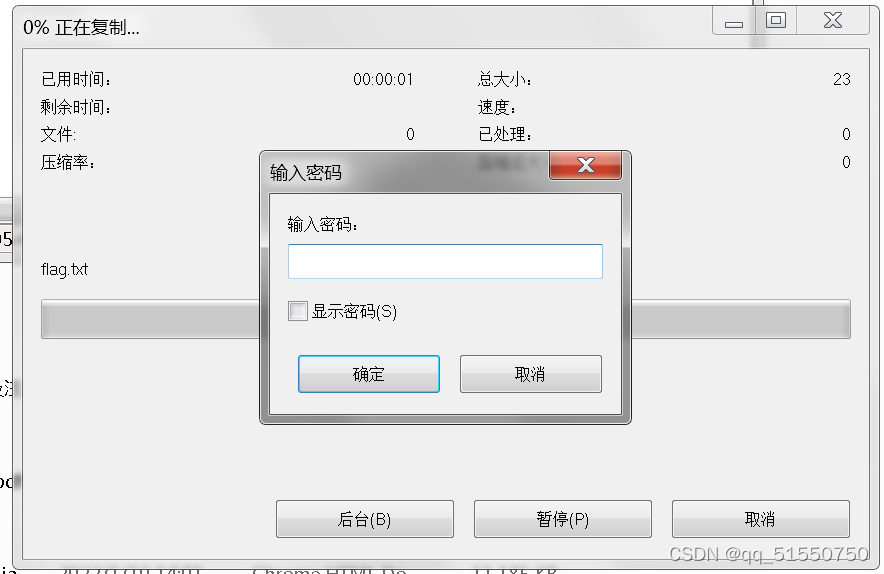 0% 正在复制...
已用时间： 00:00:01 总大小： 23
剩余时间： 速度：
文件: 0 已处理： 0
压缩率： 0
输入密码
输入密码：
flag.txt
显示密码(S)
确定 取消
后台(B) 暂停(P) 取消
CSDN @qq_51550750